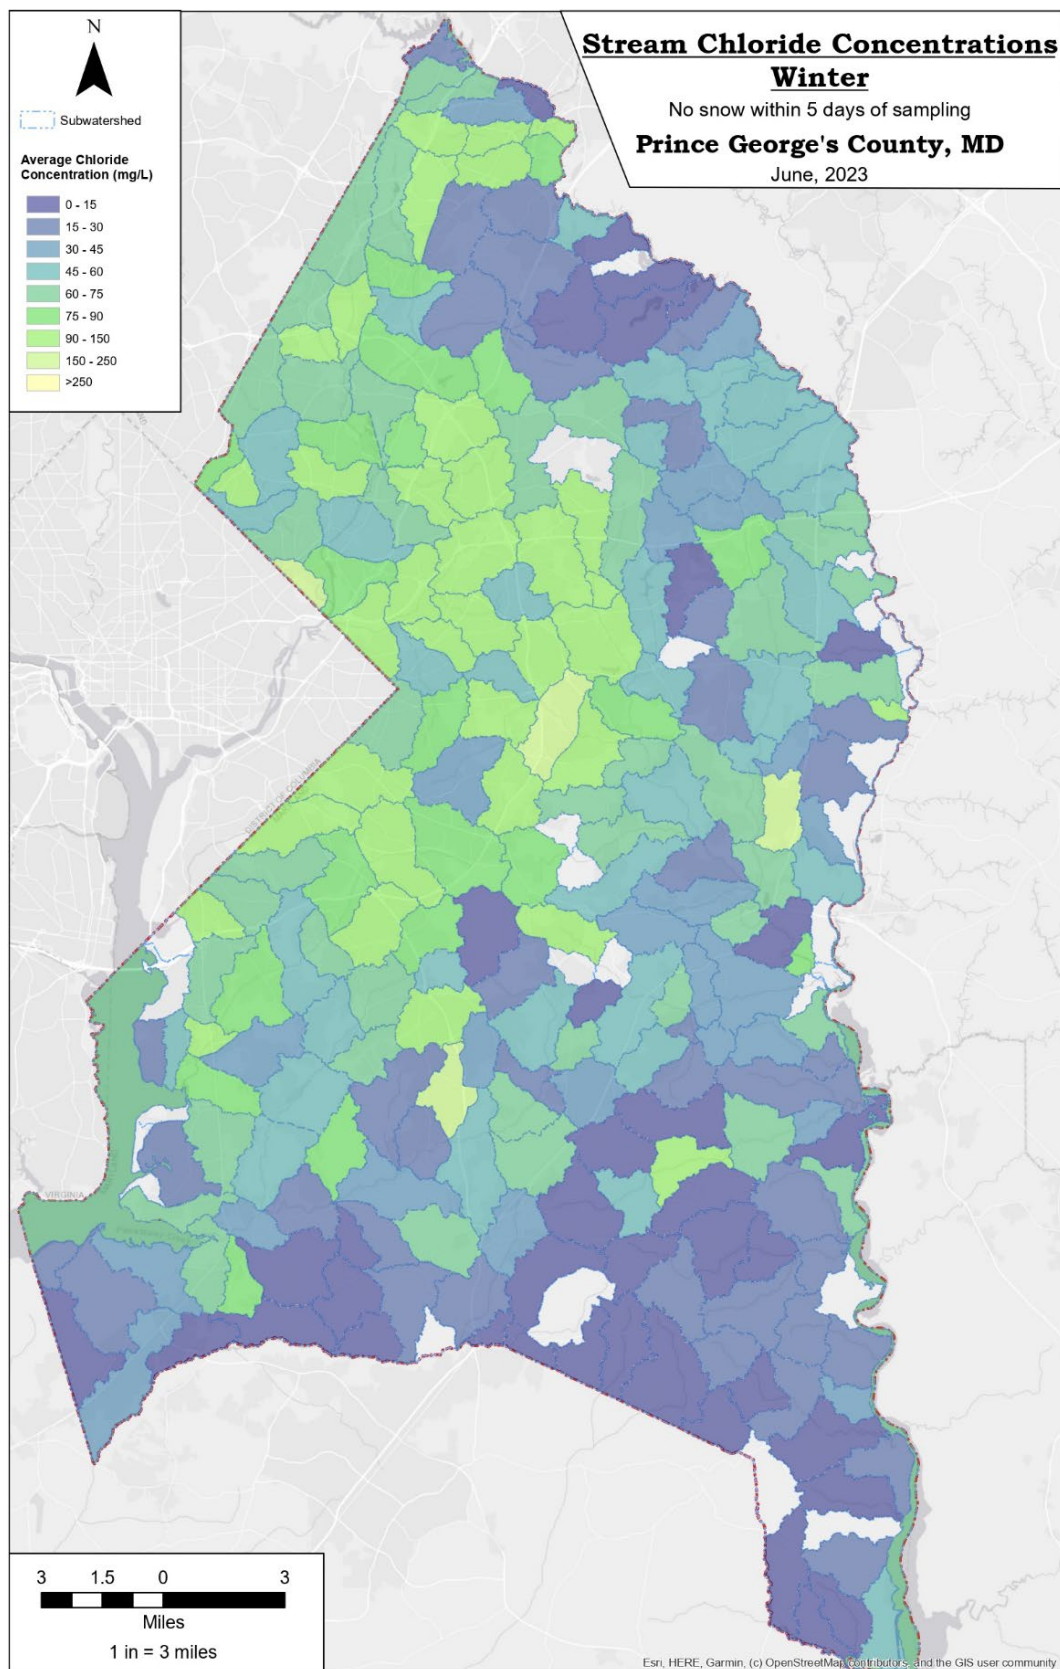 Stream Chloride Concentrations
Winter
No snow within 5 days of sampling
Prince George's County, MD
June, 2023
N
Subwatershed
Average Chloride
Concentration (mg/L)
0 - 15
15 - 30
30 - 45
45 - 60
60 - 75
75 - 90
90 - 150
150 - 250
>250
DISTRICT OF COLUMBIA
VIRGINIA
3 1.5 0 3
Miles
1 in = 3 miles
Esri, HERE, Garmin, (c) OpenStreetMap contributors, and the GIS user community